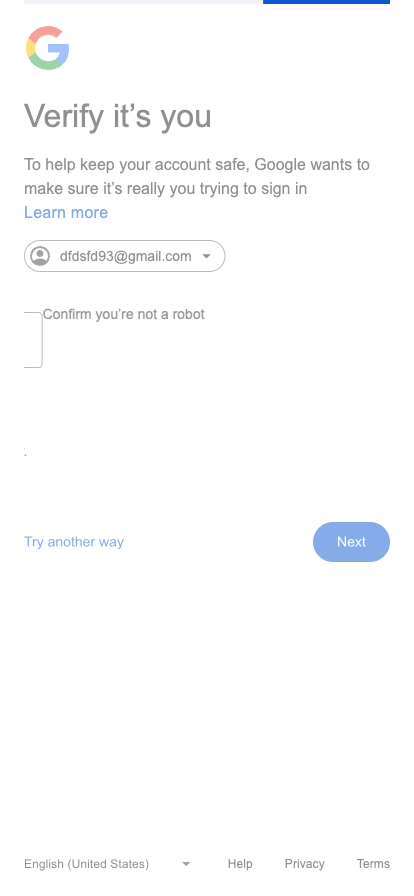 Verify it’s you
To help keep your account safe, Google wants to
make sure it’s really you trying to sign in
Learn more
dfdsfd93@gmail.com
Confirm you’re not a robot
Try another way
Next
English (United States)
Help
Privacy
Terms